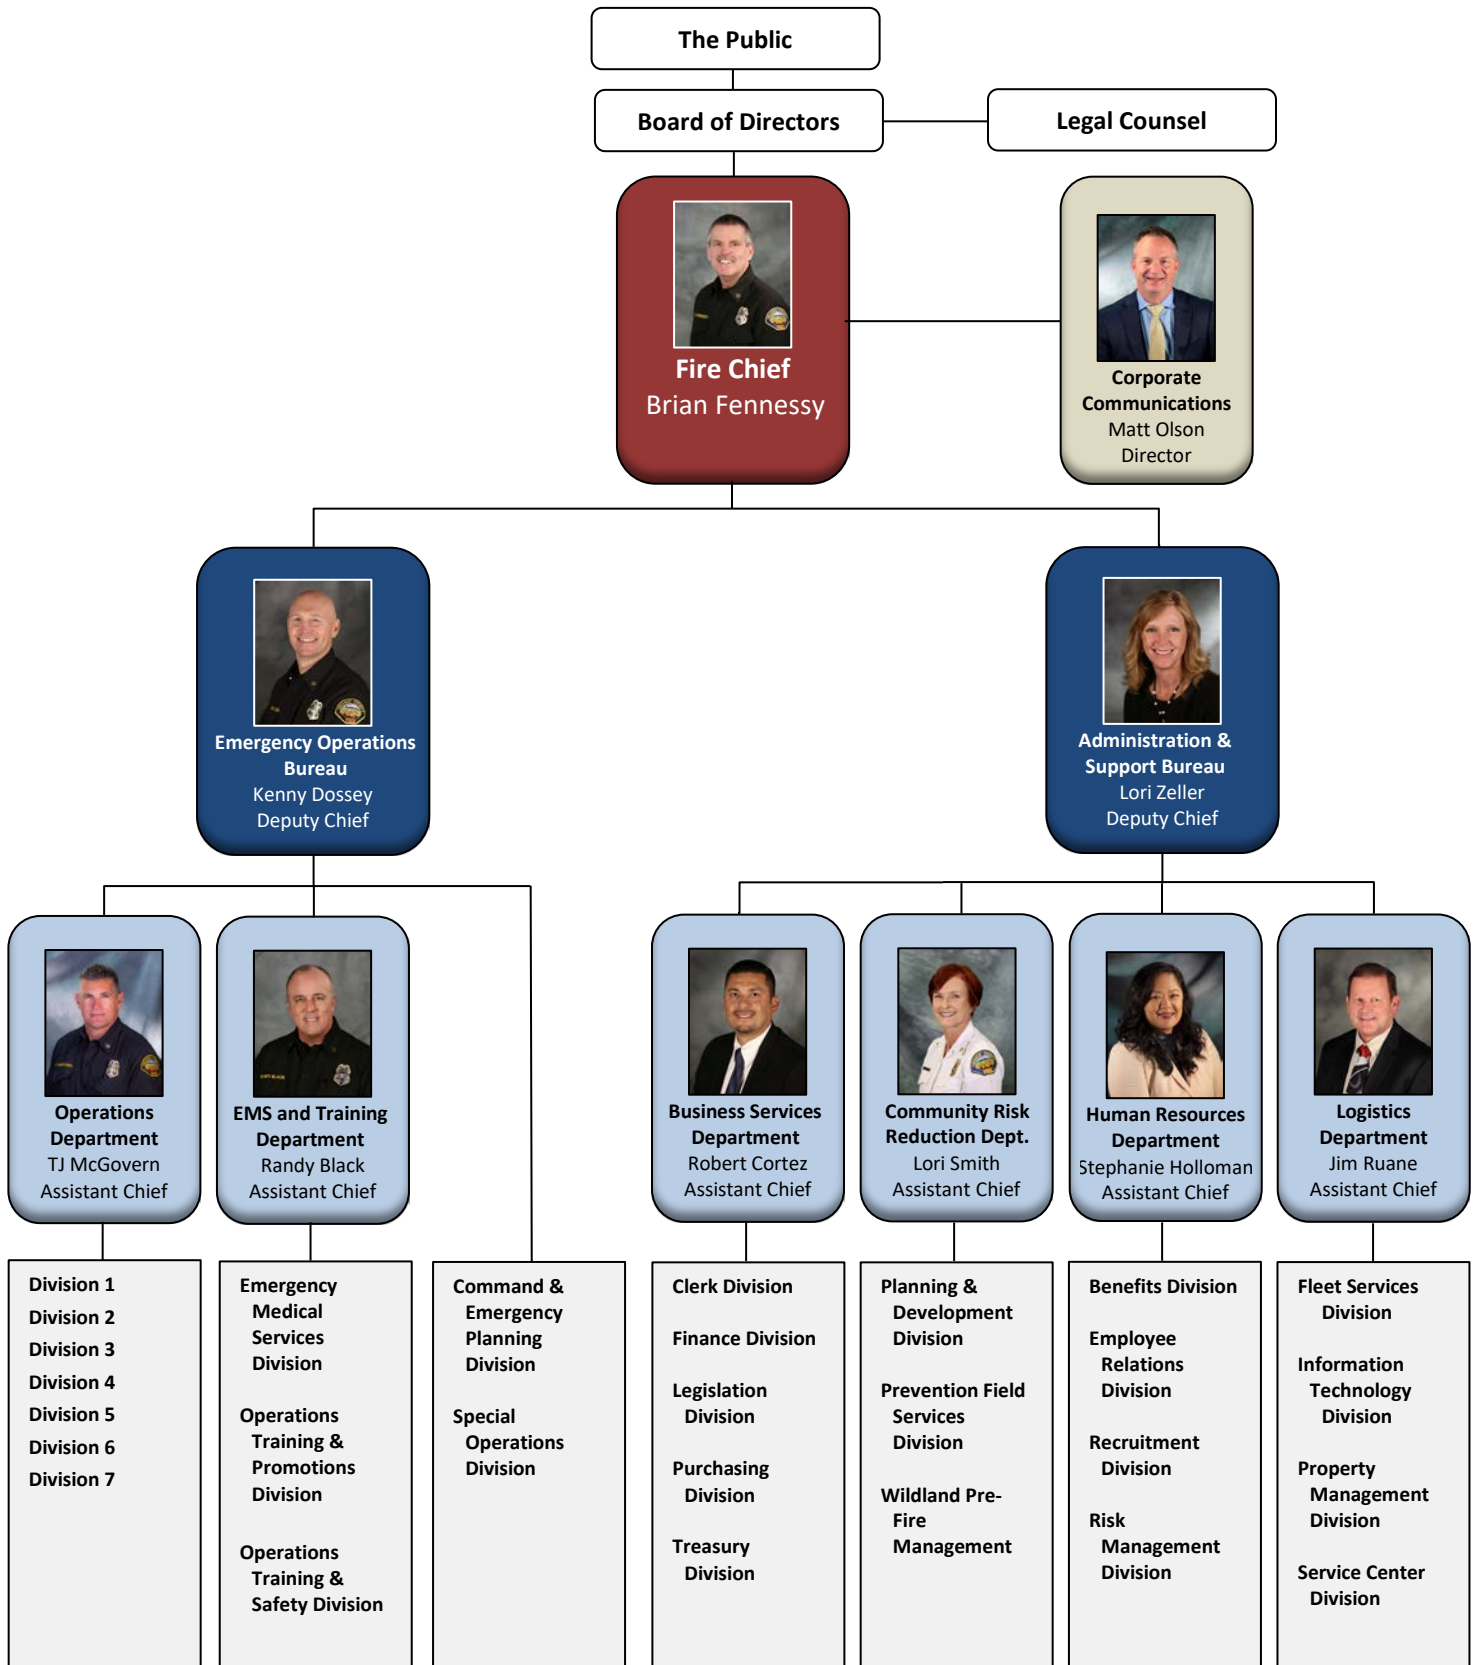 The Public
Board of Directors
Legal Counsel
Fire Chief
Brian Fennessy
Corporate
Communications
Matt Olson
Director
Emergency Operations
Bureau
Kenny Dossey
Deputy Chief
Administration &
Support Bureau
Lori Zeller
Deputy Chief
Operations
Department
TJ McGovern
Assistant Chief
EMS and Training
Department
Randy Black
Assistant Chief
Business Services
Department
Robert Cortez
Assistant Chief
Community Risk
Reduction Dept.
Lori Smith
Assistant Chief
Human Resources
Department
Stephanie Holloman
Assistant Chief
Logistics
Department
Jim Ruane
Assistant Chief
Division 1
Division 2
Division 3
Division 4
Division 5
Division 6
Division 7
Emergency
Medical
Services
Division
Operations
Training &
Promotions
Division
Operations
Training &
Safety Division
Command &
Emergency
Planning
Division
Special
Operations
Division
Clerk Division
Finance Division
Legislation
Division
Purchasing
Division
Treasury
Division
Planning &
Development
Division
Prevention Field
Services
Division
Wildland Pre-
Fire
Management
Benefits Division
Employee
Relations
Division
Recruitment
Division
Risk
Management
Division
Fleet Services
Division
Information
Technology
Division
Property
Management
Division
Service Center
Division